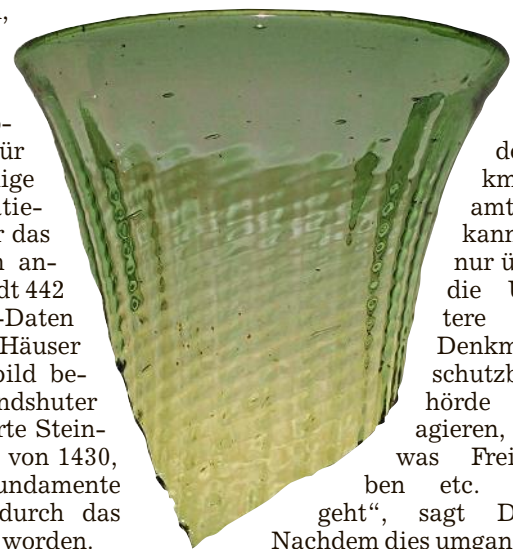 ür
ige
tie-
r das
n an-
dt 442
-Daten
Häuser
bild be-
ndshuter
rte Stein-
von 1430,
undamente
durch das
worden.
de
km
amt
kann
nur ü
die U
tere
Denkm
schutzb
hörde
agieren,
was Frei
ben etc.
geht“, sagt D
Nachdem dies umgan